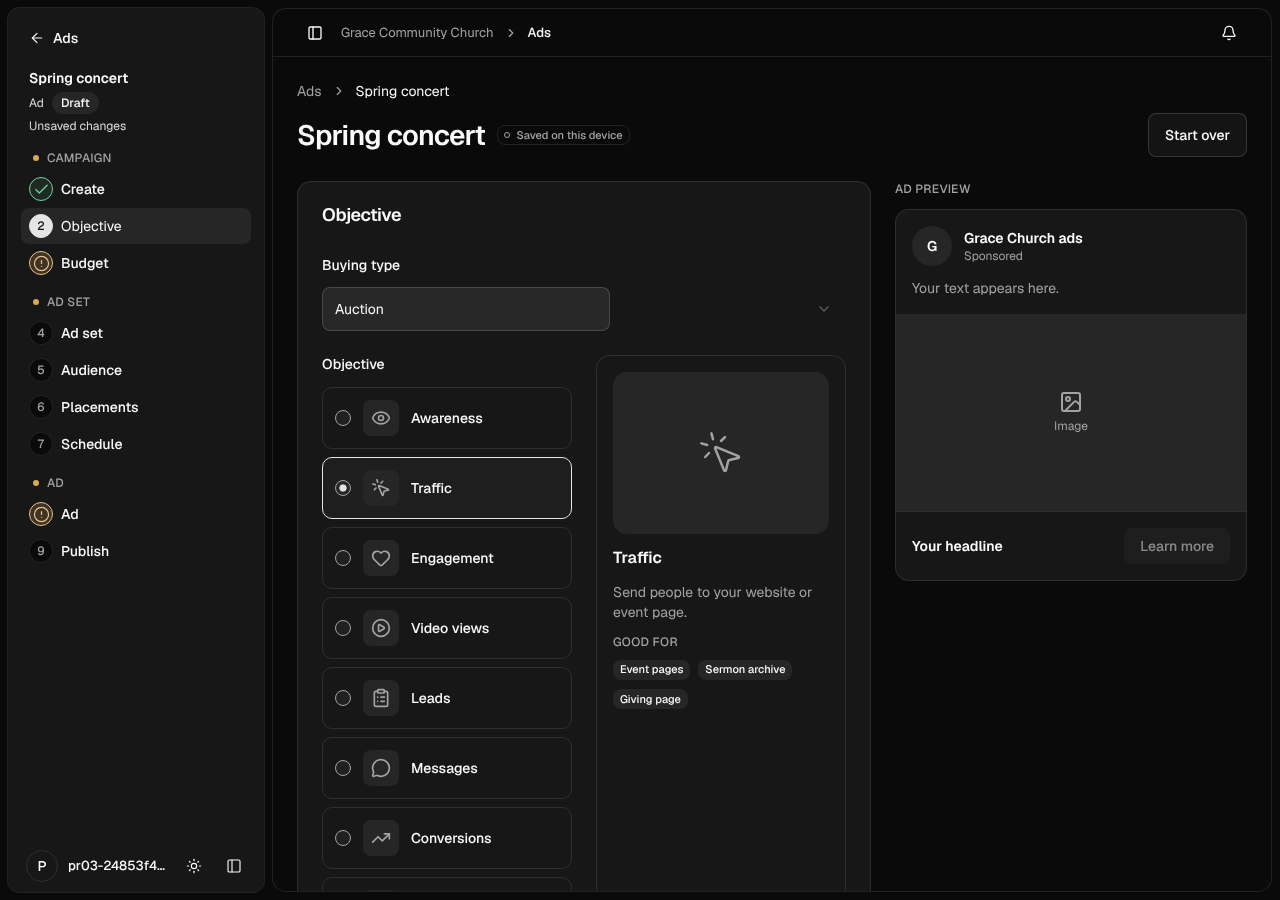 Ads
Spring concert
Ad Draft
Unsaved changes
CAMPAIGN
Create
2 Objective
Budget
AD SET
4 Ad set
5 Audience
6 Placements
7 Schedule
AD
Ad
9 Publish
P pr03-24853f4...
Grace Community Church Ads
Ads Spring concert
Spring concert Saved on this device
Start over
Objective
Buying type
Auction
Objective
Awareness
Traffic
Engagement
Video views
Leads
Messages
Conversions
Traffic
Send people to your website or
event page.
GOOD FOR
Event pages Sermon archive
Giving page
AD PREVIEW
G Grace Church ads
Sponsored
Your text appears here.
Image
Your headline Learn more